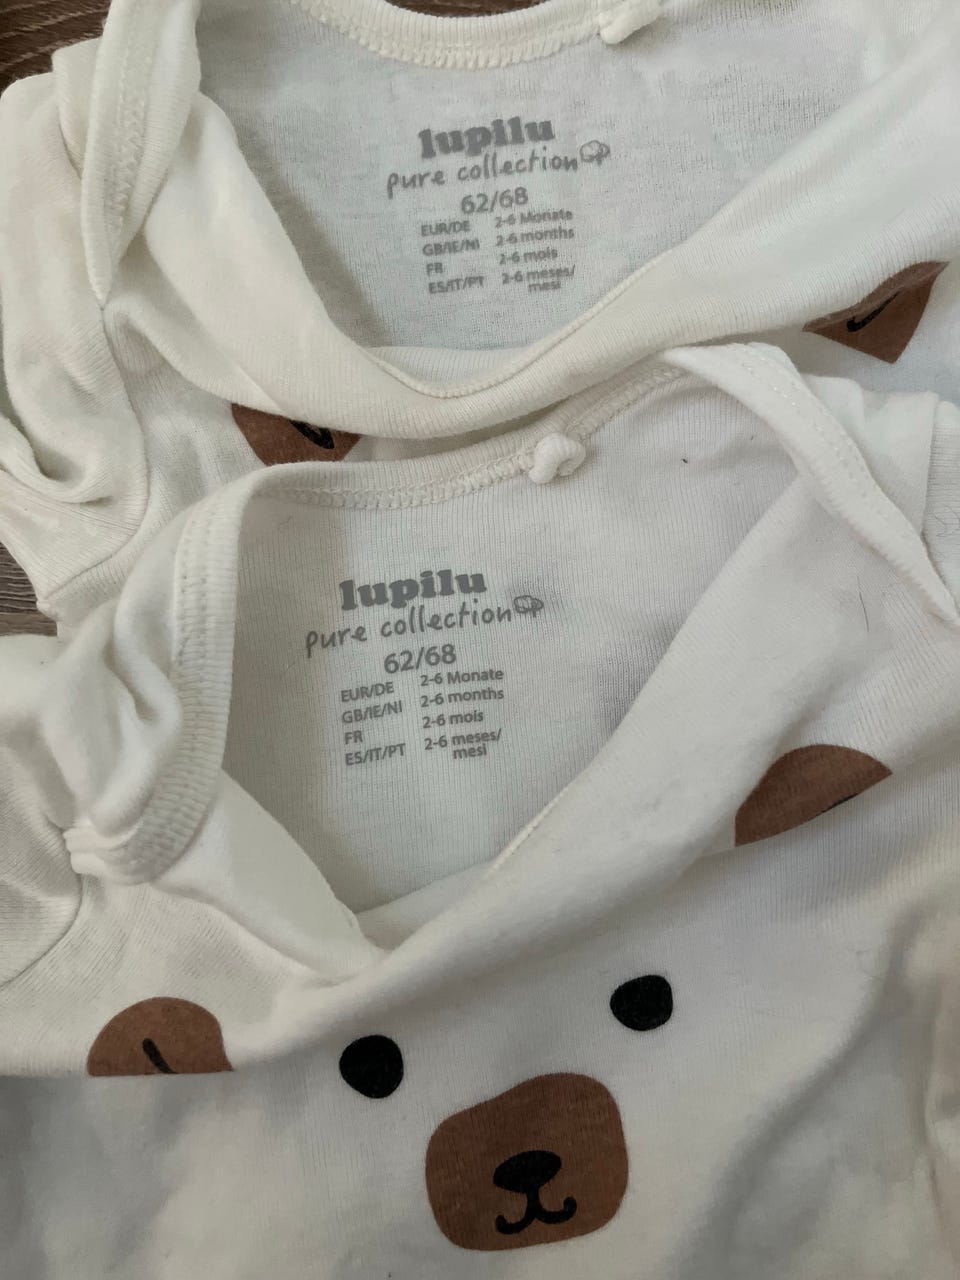 lupilu
pure collection
62/68
EUR/DE 2-6 Monate
GB/IE/NI 2-6 months
FR 2-6 mois
ES/IT/PT 2-6 meses/
mesi
lupilu
pure collection
62/68
EUR/DE 2-6 Monate
GB/IE/NI 2-6 months
FR 2-6 mois
ES/IT/PT 2-6 meses/
mesi